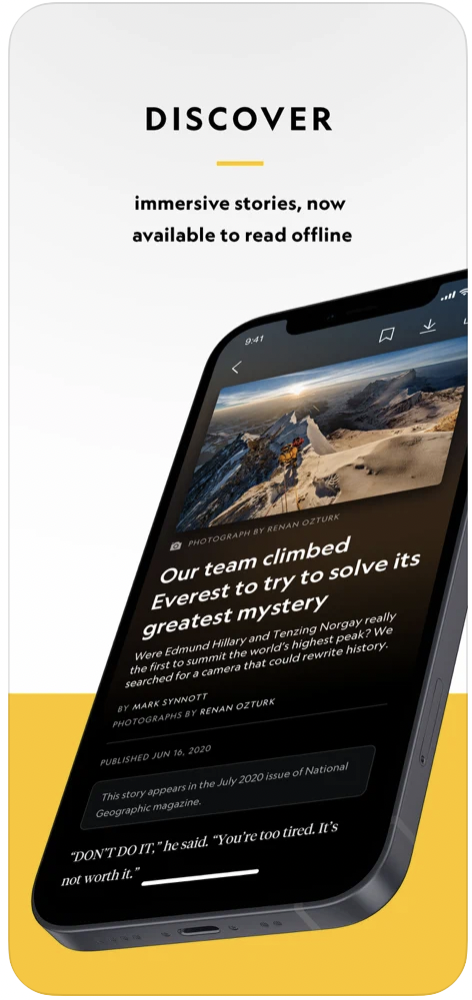 DISCOVER
immersive stories, now
available to read offline
9:41
PHOTOGRAPH BY RENAN OZTURK
Our team climbed
Everest to try to solve its
greatest mystery
Were Edmund Hillary and Tenzing Norgay really
the first to summit the world's highest peak? We
searched for a camera that could rewrite history.
BY MARK SYNNOTT
PHOTOGRAPHS BY RENAN OZTURK
PUBLISHED JUN 16, 2020
This story appears in the July 2020 issue of National
Geographic magazine.
“DON'T DO IT,” he said. “You're too tired. It's
not worth it.”